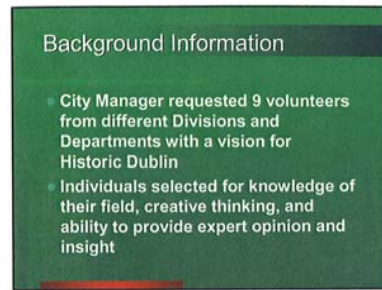 Background Information
City Manager requested 9 volunteers
from different Divisions and
Departments with a vision for
Historic Dublin
Individuals selected for knowledge of
their field, creative thinking, and
ability to provide expert opinion and
insight